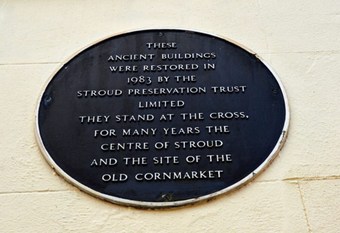 THESE
ANCIENT BUILDINGS
WERE RESTORED IN
1983 BY THE
STROUD PRESERVATION TRUST
LIMITED
THEY STAND AT THE CROSS,
FOR MANY YEARS THE
CENTRE OF STROUD
AND THE SITE OF THE
OLD CORNMARKET